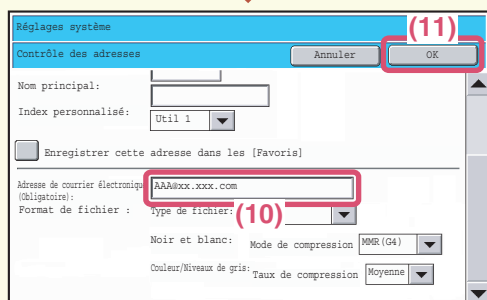 Réglages système
(11)
Contrôle des adresses Annuler OK
Nom principal:
Index personnalisé: Util 1
Enregistrer cette adresse dans les [Favoris]
Adresse de courrier électronique AAA@xx.xxx.com
(Obligatoire):
Format de fichier : Type de fichier: (10)
Noir et blanc: Mode de compression MMR(G4)
Couleur/Niveaux de gris: Taux de compression Moyenne